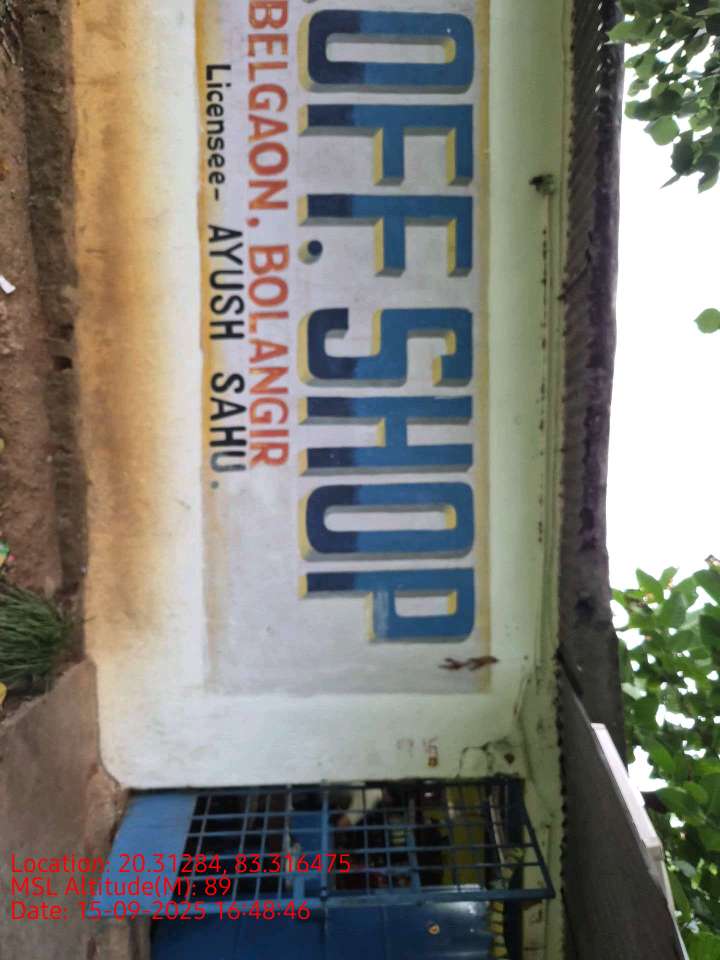 OFF. SHOP
BELGAON, BOLANGIR
Licensee- AYUSH SAHU.
Location: 20.31284, 83.316475
MSL Altitude(M): 89
Date: 15-09-2025 16:48:46